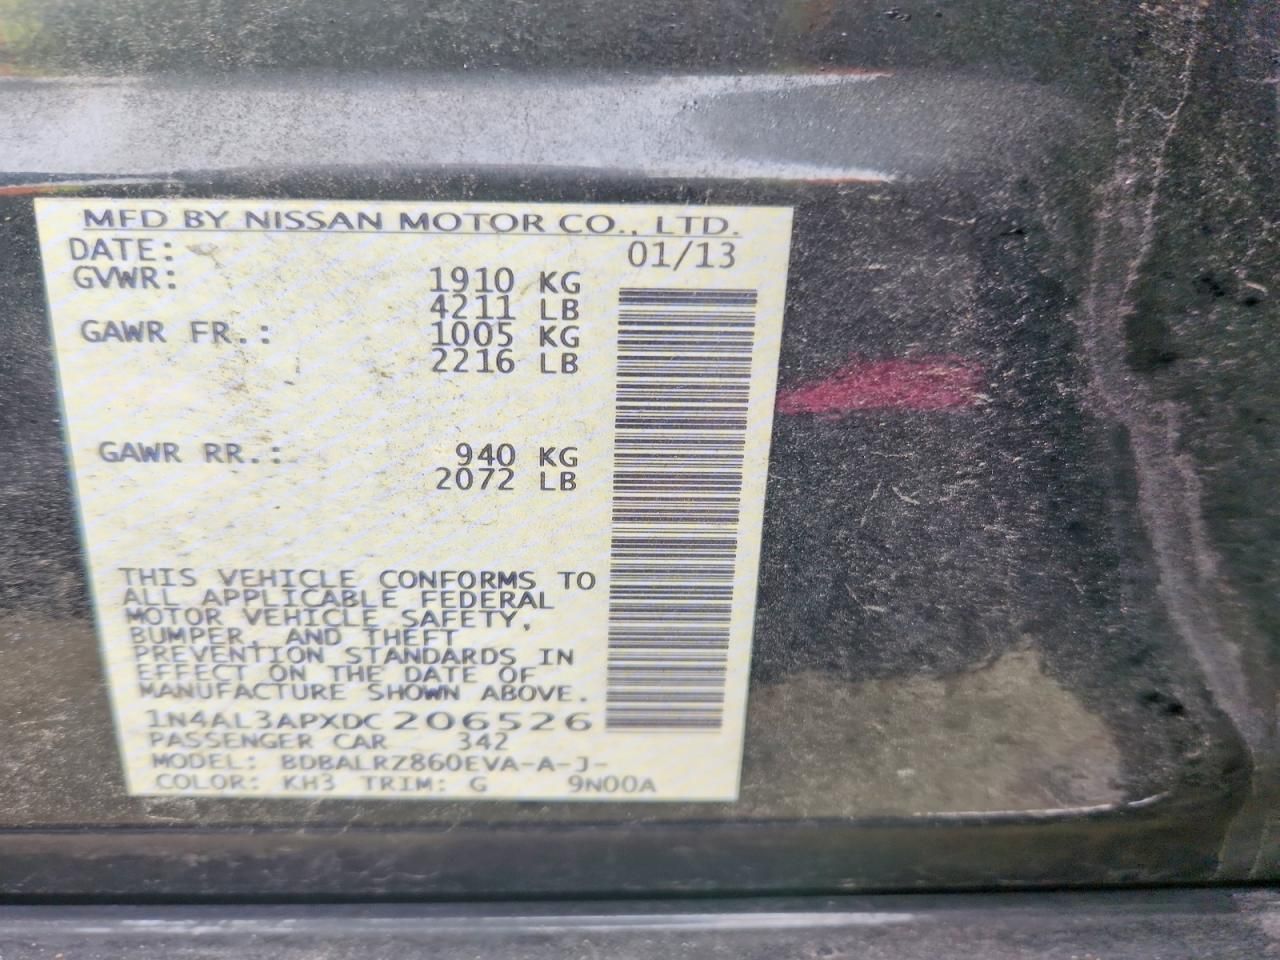 MFD BY NISSAN MOTOR CO., LTD.
DATE: 01/13
GVWR: 1910 KG
4211 LB
GAWR FR.: 1005 KG
2216 LB
GAWR RR.: 940 KG
2072 LB
THIS VEHICLE CONFORMS TO
ALL APPLICABLE FEDERAL
MOTOR VEHICLE SAFETY,
BUMPER, AND THEFT
PREVENTION STANDARDS IN
EFFECT ON THE DATE OF
MANUFACTURE SHOWN ABOVE.
1N4AL3APXDC206526
PASSENGER CAR 342
MODEL: BDBALRZ860EVA-A-J-
COLOR: KH3 TRIM: G 9N00A